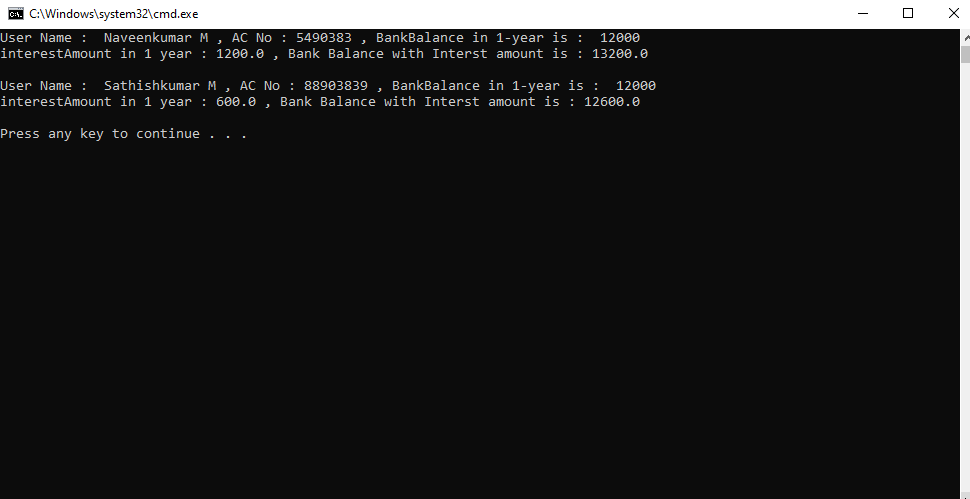 C:\Windows\system32\cmd.exe
User Name :  Naveenkumar M , AC No : 5490383 , BankBalance in 1-year is :  12000
interestAmount in 1 year : 1200.0 , Bank Balance with Interst amount is : 13200.0
User Name :  Sathishkumar M , AC No : 88903839 , BankBalance in 1-year is :  12000
interestAmount in 1 year : 600.0 , Bank Balance with Interst amount is : 12600.0
Press any key to continue . . .